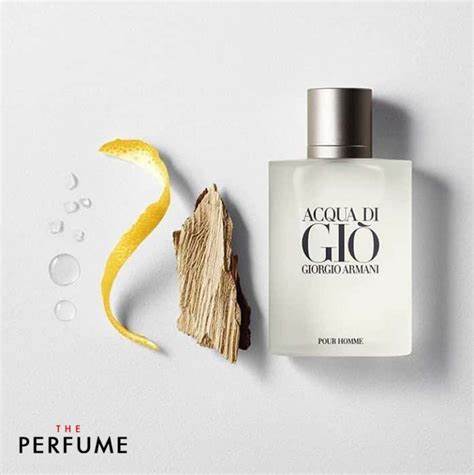 ACQUA DI
GIÒ
GIORGIO ARMANI
POUR HOMME
THE
PERFUME